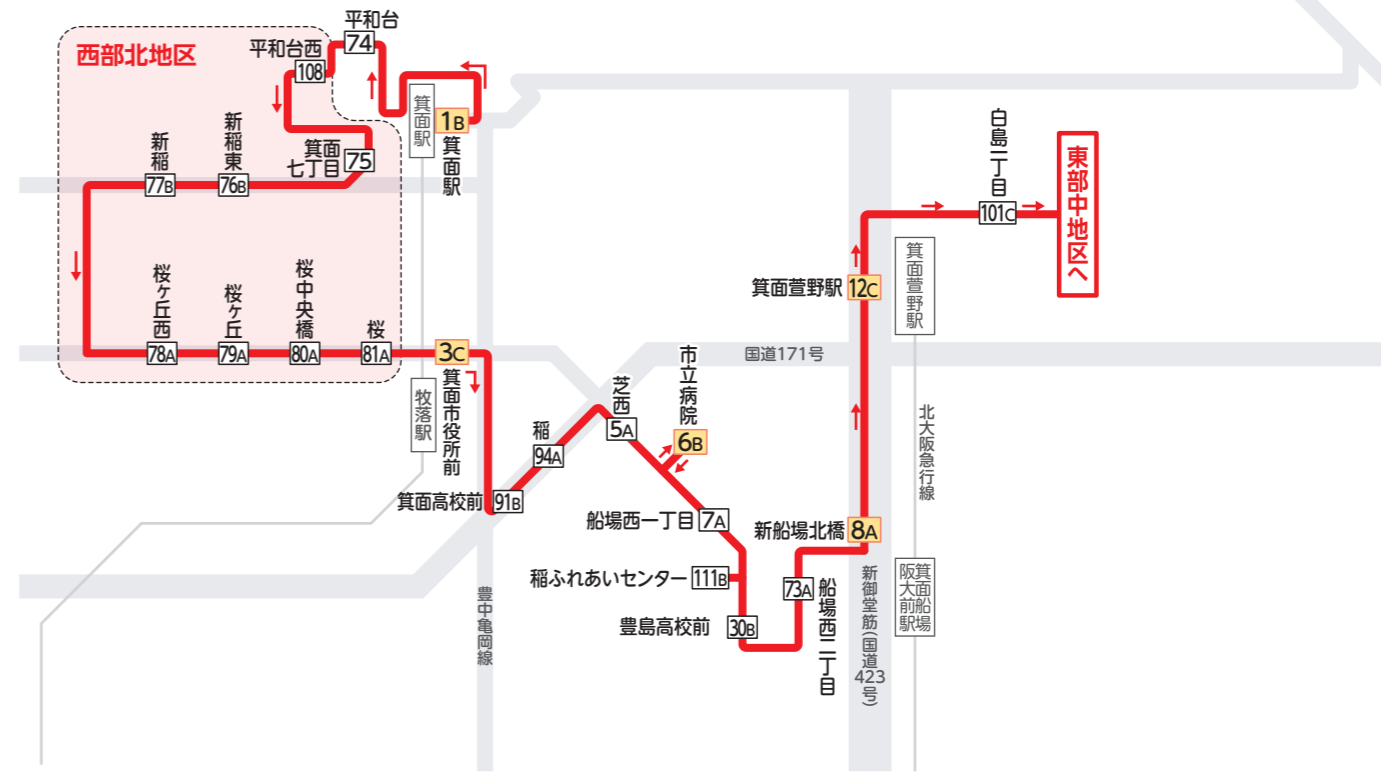 西部北地区
平和台西
108
平和台
74
箕面駅
1B
箕面駅
箕面
七丁目
75
新稲東
76B
新稲
77B
桜ヶ丘西
78A
桜ヶ丘
79A
桜中央橋
80A
桜
81A
3C
箕面市役所前
牧落駅
箕面高校前
91B
稲
94A
芝西
5A
市立病院
6B
船場西一丁目
7A
稲ふれあいセンター
111B
豊島高校前
30B
73A
船場西二丁目
新船場北橋
8A
箕面萱野駅
12C
白島一丁目
101C
東部中地区へ
箕面萱野駅
国道171号
北大阪急行線
箕面船場
阪大前駅
新御堂筋(国道423号)
豊中亀岡線